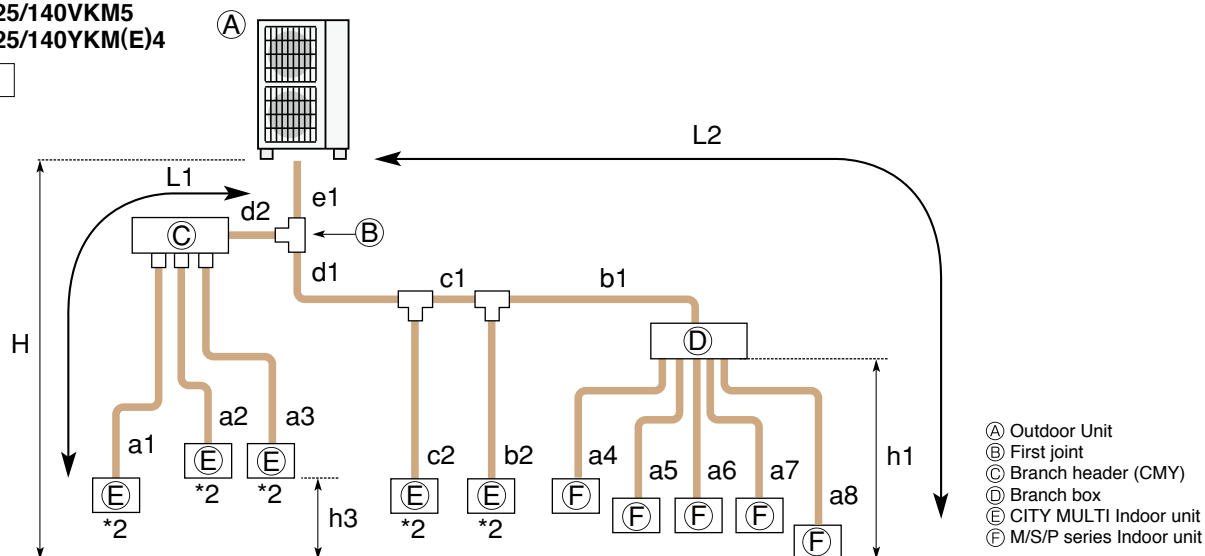 25/140VKM5
25/140YKM(E)4
A
L2
L1
e1
d2
C
B
d1
c1
b1
H
D
a1
a2
a3
c2
b2
a4
a5
a6
a7
a8
h1
E
*2
E
*2
E
*2
h3
E
*2
E
*2
F
F
F
F
F
Ⓐ Outdoor Unit
Ⓑ First joint
Ⓒ Branch header (CMY)
Ⓓ Branch box
Ⓔ CITY MULTI Indoor unit
Ⓕ M/S/P series Indoor unit